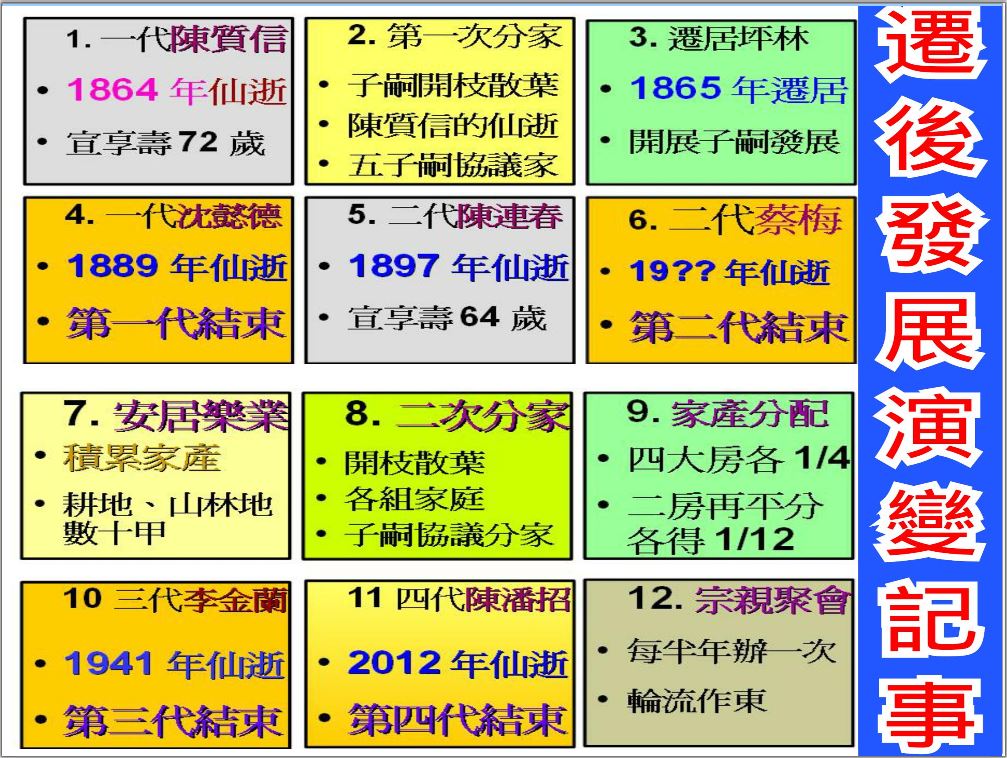 遷後發展演變記事
1. 一代陳質信
• 1864 年仙逝
• 宣享壽 72 歲
2. 第一次分家
• 子嗣開枝散葉
• 陳質信的仙逝
• 五子嗣協議家
3. 遷居坪林
• 1865 年遷居
• 開展子嗣發展
4. 一代沈懿德
• 1889 年仙逝
• 第一代結束
5. 二代陳連春
• 1897 年仙逝
• 宣享壽 64 歲
6. 二代蔡梅
• 19?? 年仙逝
• 第二代結束
7. 安居樂業
• 積累家產
• 耕地、山林地
數十甲
8. 二次分家
• 開枝散葉
• 各組家庭
• 子嗣協議分家
9. 家產分配
• 四大房各 1/4
• 二房再平分
各得 1/12
10 三代李金蘭
• 1941 年仙逝
• 第三代結束
11 四代陳潘招
• 2012 年仙逝
• 第四代結束
12. 宗親聚會
• 每半年辦一次
• 輪流作東